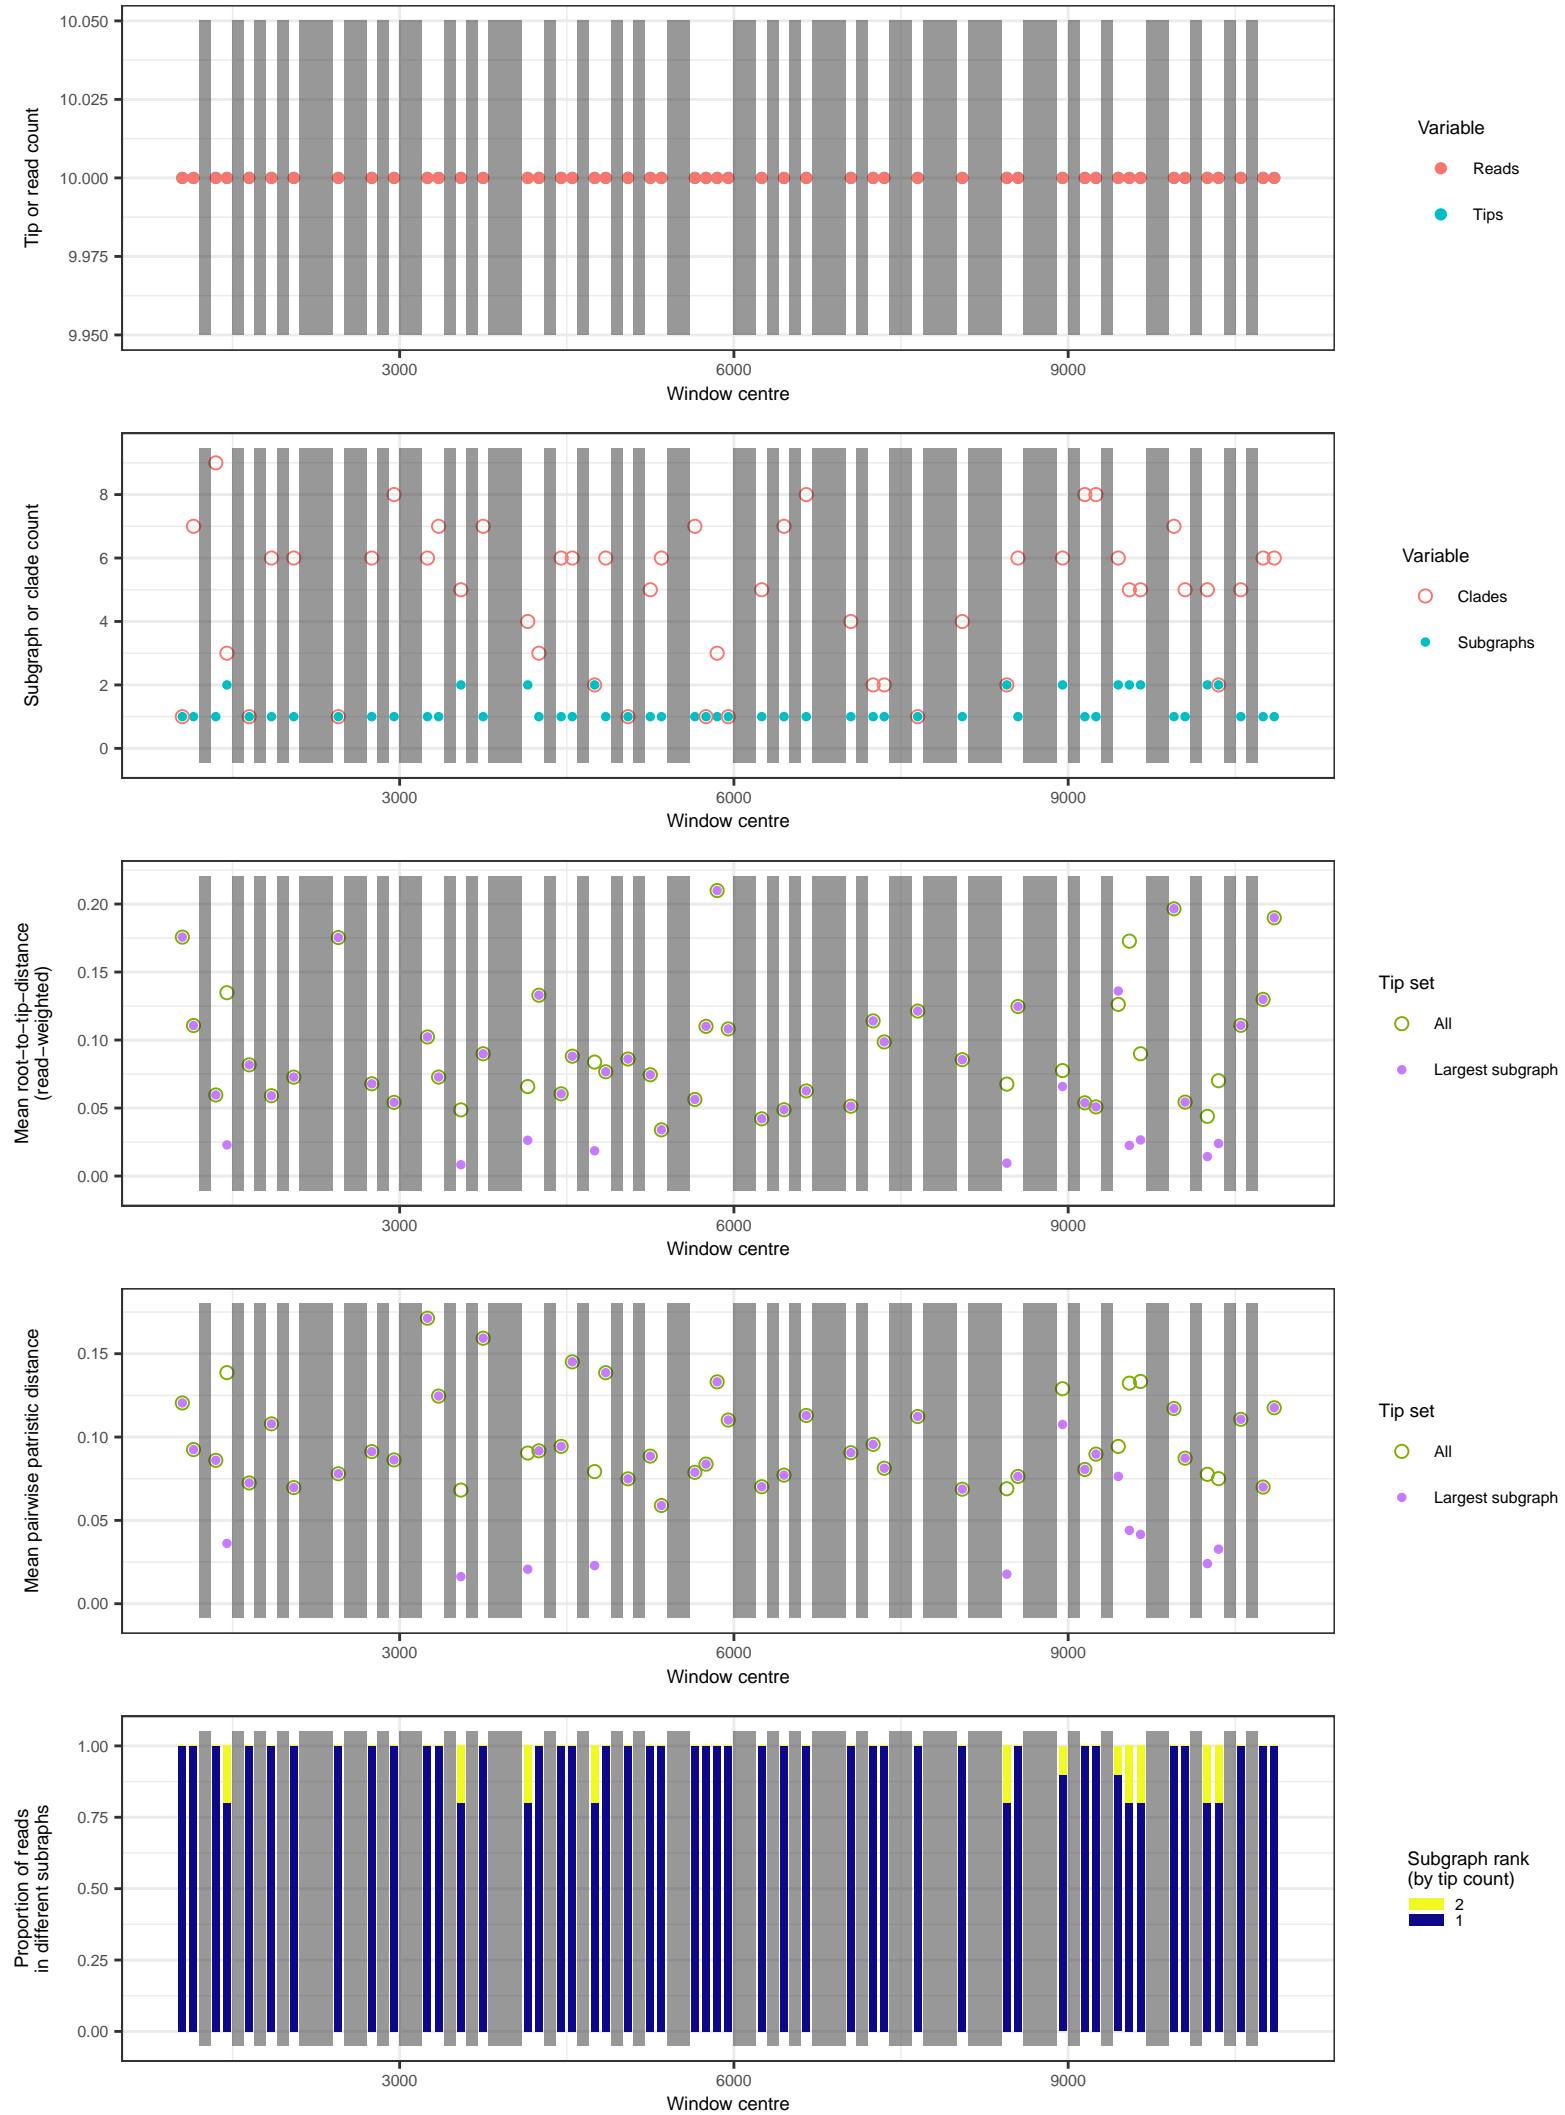 10.050
10.025
10.000
9.975
9.950
Tip or read count
3000
6000
9000
Window centre
Variable
Reads
Tips
8
6
4
2
0
Subgraph or clade count
3000
6000
9000
Window centre
Variable
Clades
Subgraphs
0.20
0.15
0.10
0.05
0.00
Mean root−to−tip−distance
(read−weighted)
3000
6000
9000
Window centre
Tip set
All
Largest subgraph
0.15
0.10
0.05
0.00
Mean pairwise patristic distance
3000
6000
9000
Window centre
Tip set
All
Largest subgraph
1.00
0.75
0.50
0.25
0.00
Proportion of reads
in different subraphs
3000
6000
9000
Window centre
Subgraph rank
(by tip count)
2
1